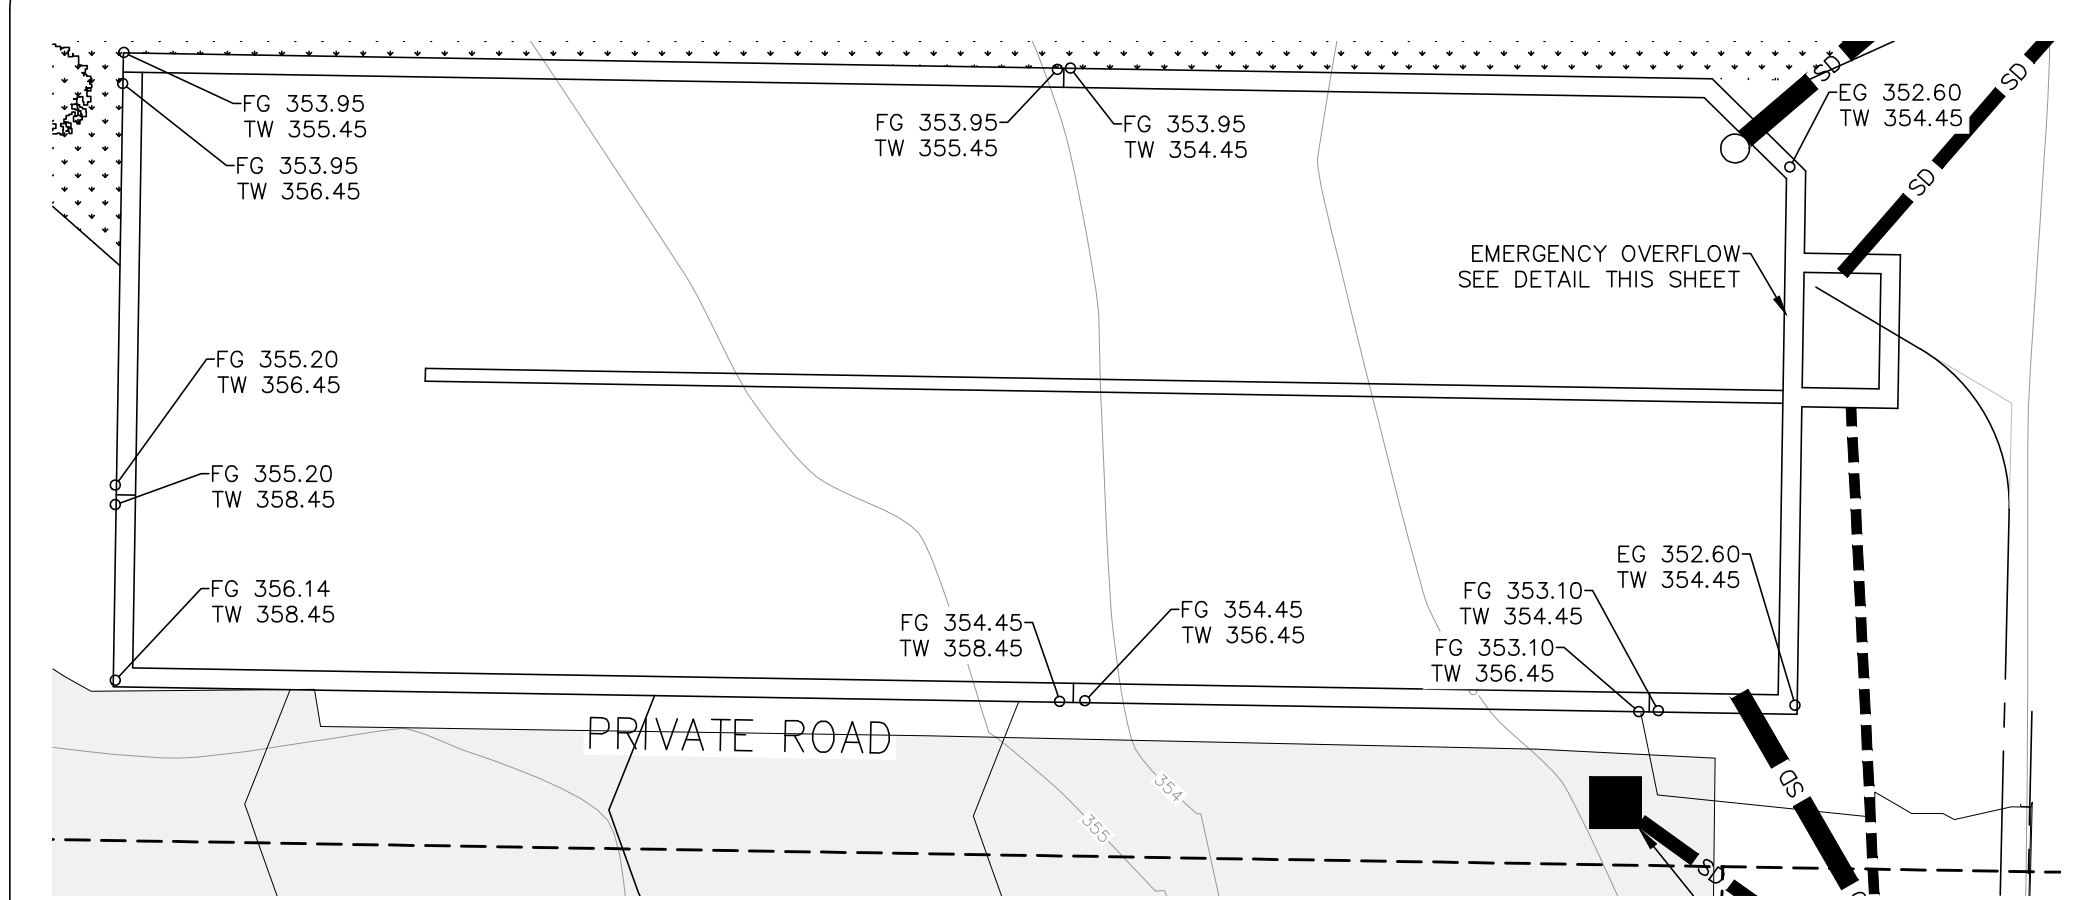 SD
SD
FG 353.95
TW 355.45
FG 353.95
TW 355.45
FG 353.95
TW 354.45
EG 352.60
TW 354.45
FG 353.95
TW 356.45
SD
EMERGENCY OVERFLOW
SEE DETAIL THIS SHEET
FG 355.20
TW 356.45
FG 355.20
TW 358.45
EG 352.60
TW 354.45
FG 356.14
TW 358.45
FG 353.10
TW 354.45
FG 354.45
TW 358.45
FG 354.45
TW 356.45
FG 353.10
TW 356.45
PRIVATE ROAD
354
SD
355
SD